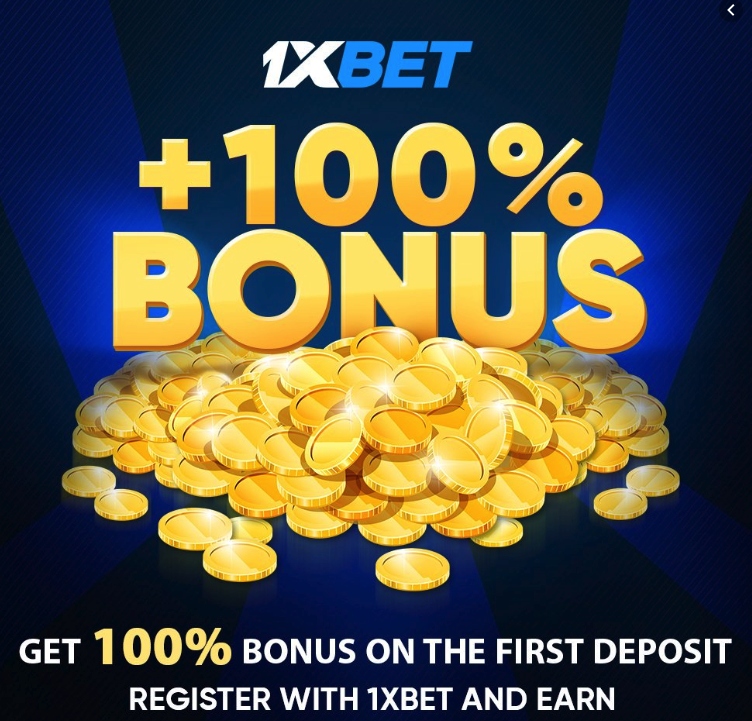 1XBET
+100%
BONUS
GET 100% BONUS ON THE FIRST DEPOSIT
REGISTER WITH 1XBET AND EARN